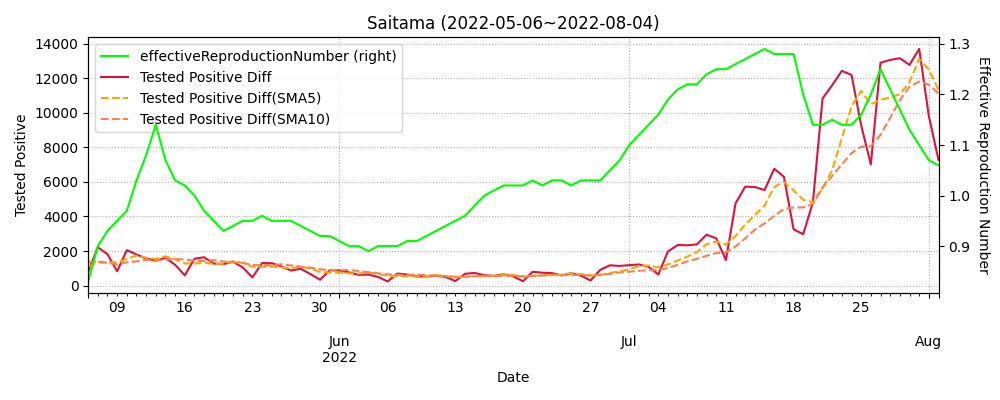 Saitama (2022-05-06~2022-08-04)
effectiveReproductionNumber (right)
Tested Positive Diff
Tested Positive Diff(SMA5)
Tested Positive Diff(SMA10)
Tested Positive
14000
12000
10000
8000
6000
4000
2000
0
1.3
1.2
1.1
1.0
0.9
Effective Reproduction Number
09 16 23 30 06 13 20 27 04 11 18 25
Jun Jul Aug
2022
Date